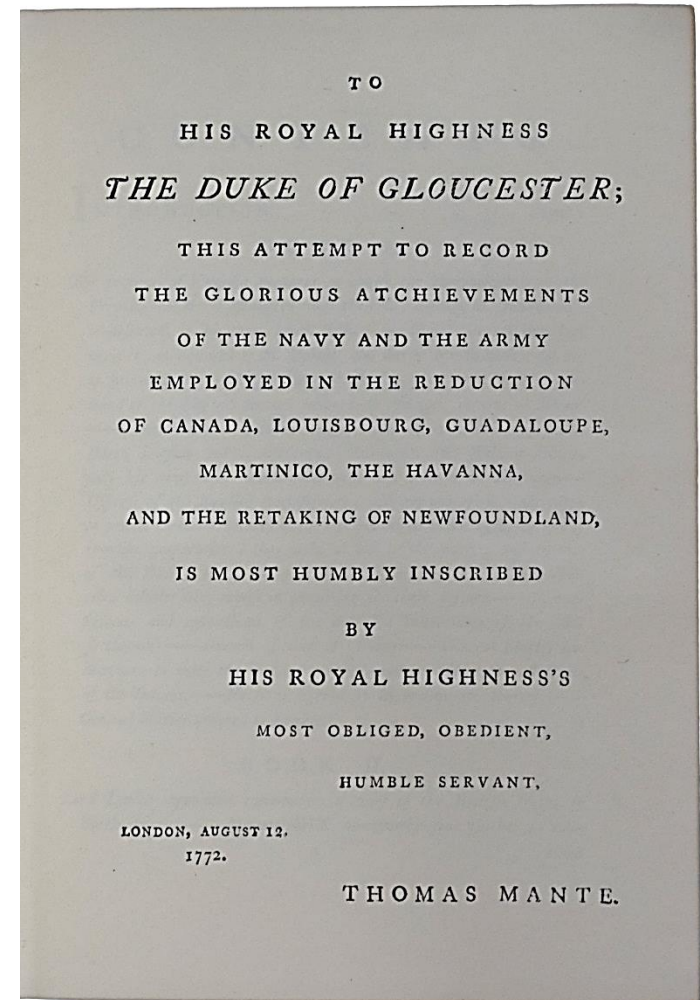 TO
HIS ROYAL HIGHNESS
THE DUKE OF GLOUCESTER;
THIS ATTEMPT TO RECORD
THE GLORIOUS ATCHIEVEMENTS
OF THE NAVY AND THE ARMY
EMPLOYED IN THE REDUCTION
OF CANADA, LOUISBOURG, GUADALOUPE,
MARTINICO, THE HAVANNA,
AND THE RETAKING OF NEWFOUNDLAND,
IS MOST HUMBLY INSCRIBED
BY
HIS ROYAL HIGHNESS'S
MOST OBLIGED, OBEDIENT,
HUMBLE SERVANT,
LONDON, AUGUST 12.
1772.
THOMAS MANTE.